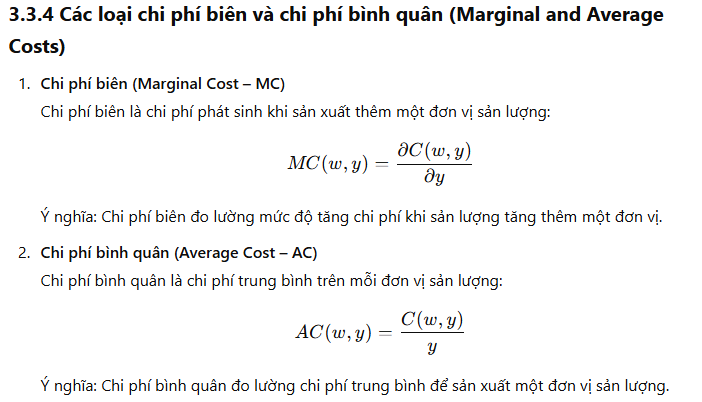 3.3.4 Các loại chi phí biên và chi phí bình quân (Marginal and Average
Costs)
1. Chi phí biên (Marginal Cost – MC)
Chi phí biên là chi phí phát sinh khi sản xuất thêm một đơn vị sản lượng:
MC(w, y) = ∂C(w, y) / ∂y
Ý nghĩa: Chi phí biên đo lường mức độ tăng chi phí khi sản lượng tăng thêm một đơn vị.
2. Chi phí bình quân (Average Cost – AC)
Chi phí bình quân là chi phí trung bình trên mỗi đơn vị sản lượng:
AC(w, y) = C(w, y) / y
Ý nghĩa: Chi phí bình quân đo lường chi phí trung bình để sản xuất một đơn vị sản lượng.